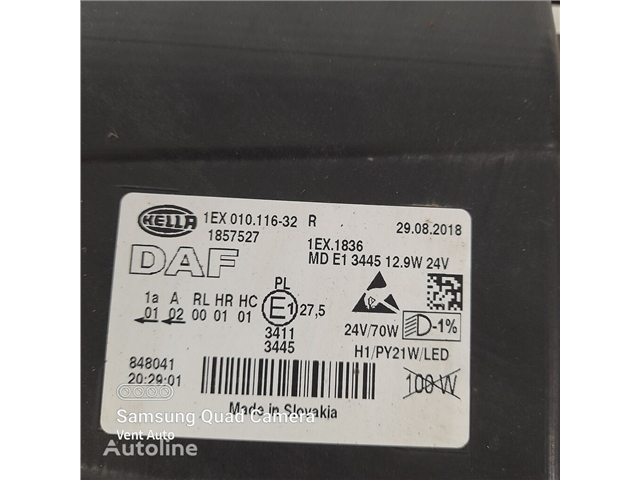 HELLA 1EX 010.116-32 R 29.08.2018
1857527 1EX.1836
DAF MD E1 3445 12.9W 24V
PL
1a A RL HR HC E1 27,5
01 02 00 01 01
3411 24V/70W -1%
3445 H1/PY21W/LED
848041 100 W
20:29:01
Made in Slovakia
Samsung Quad Camera
Vent Auto
Autoline